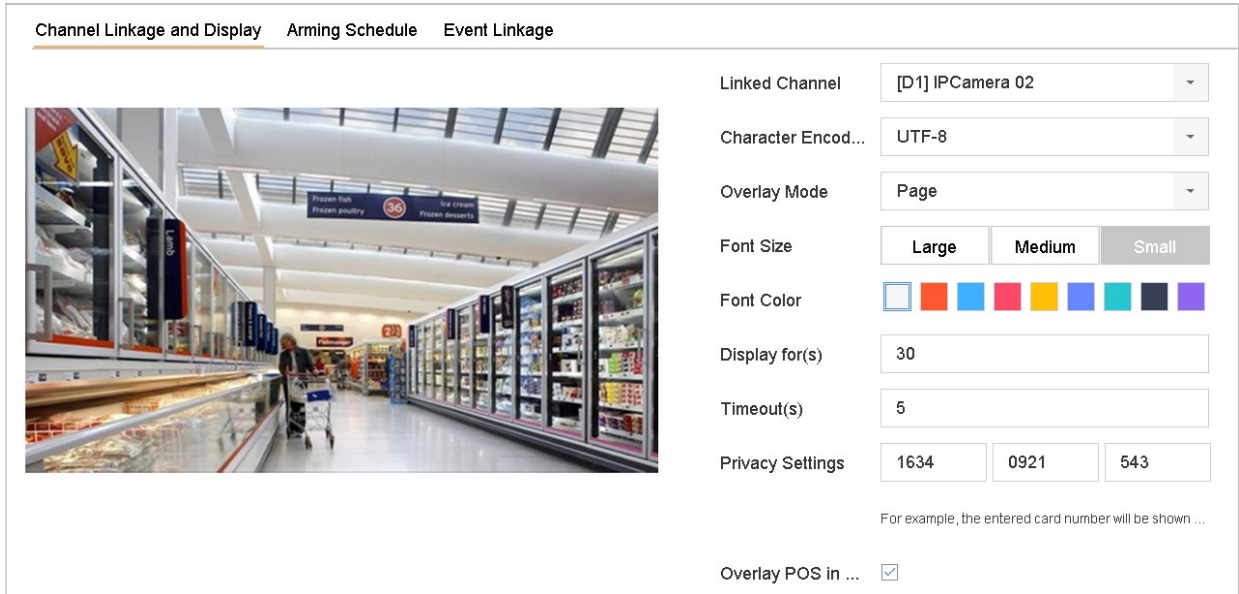 Channel Linkage and Display Arming Schedule Event Linkage
Linked Channel [D1] IPCamera 02
Character Encod... UTF-8
Overlay Mode Page
Font Size Large Medium Small
Font Color
Display for(s) 30
Timeout(s) 5
Privacy Settings 1634 0921 543
For example, the entered card number will be shown ...
Overlay POS in ...
Frozen fish
Frozen poultry
36
Ice cream
Frozen desserts
Lamb